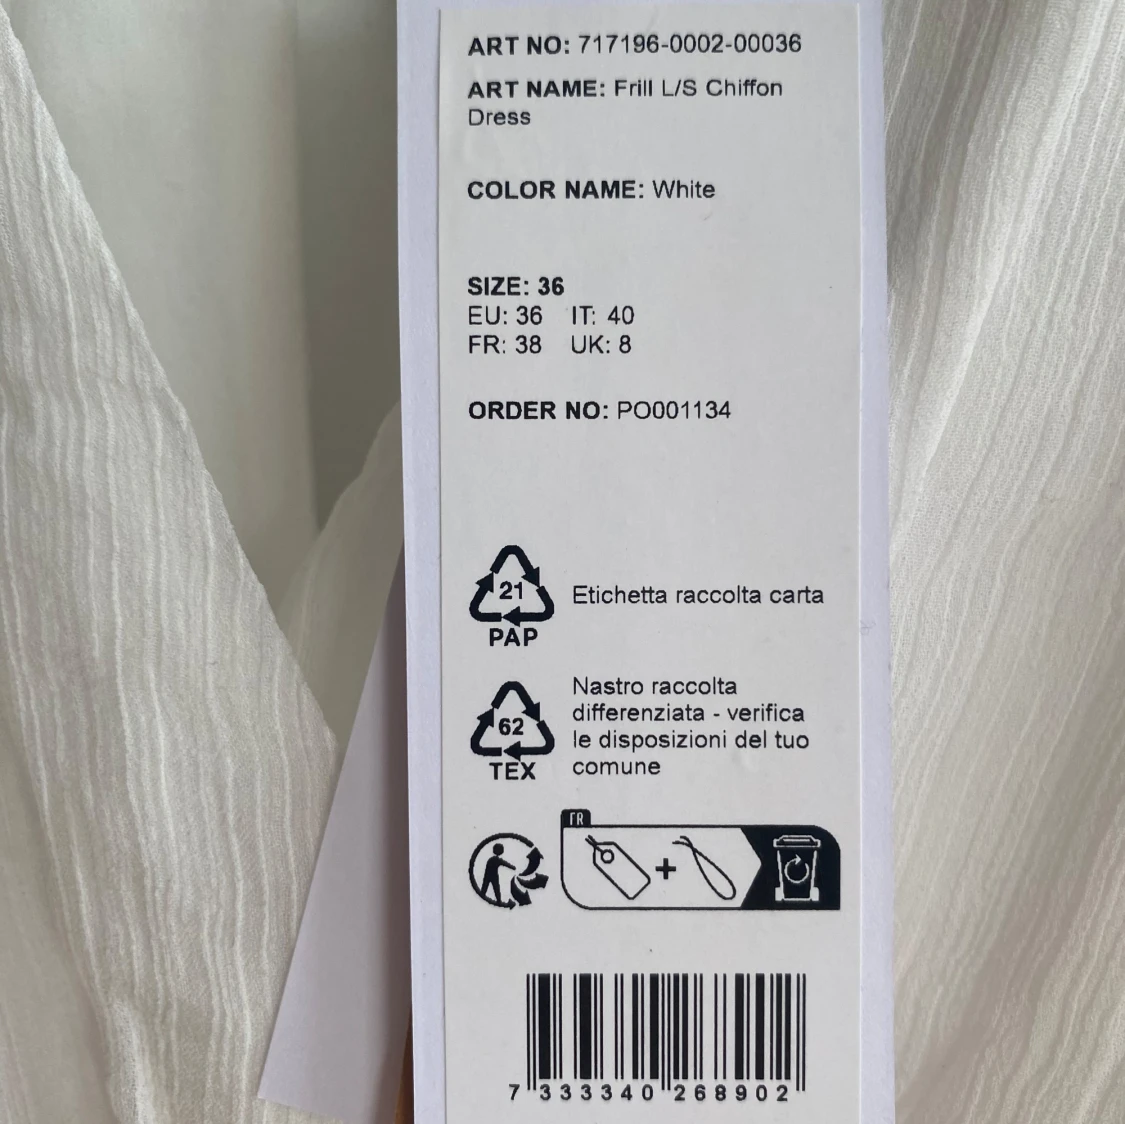 ART NO: 717196-0002-00036
ART NAME: Frill L/S Chiffon
Dress
COLOR NAME: White
SIZE: 36
EU: 36 IT: 40
FR: 38 UK: 8
ORDER NO: PO001134
21
PAP
Etichetta raccolta carta
62
TEX
Nastro raccolta
differenziata - verifica
le disposizioni del tuo
comune
FR
+
7 333340 268902